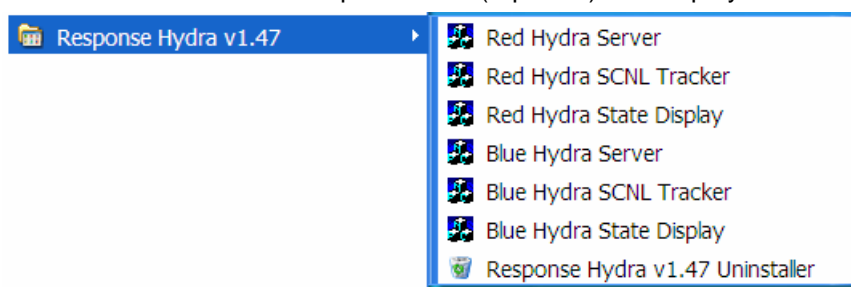 Response Hydra v1.47
Red Hydra Server
Red Hydra SCNL Tracker
Red Hydra State Display
Blue Hydra Server
Blue Hydra SCNL Tracker
Blue Hydra State Display
Response Hydra v1.47 Uninstaller